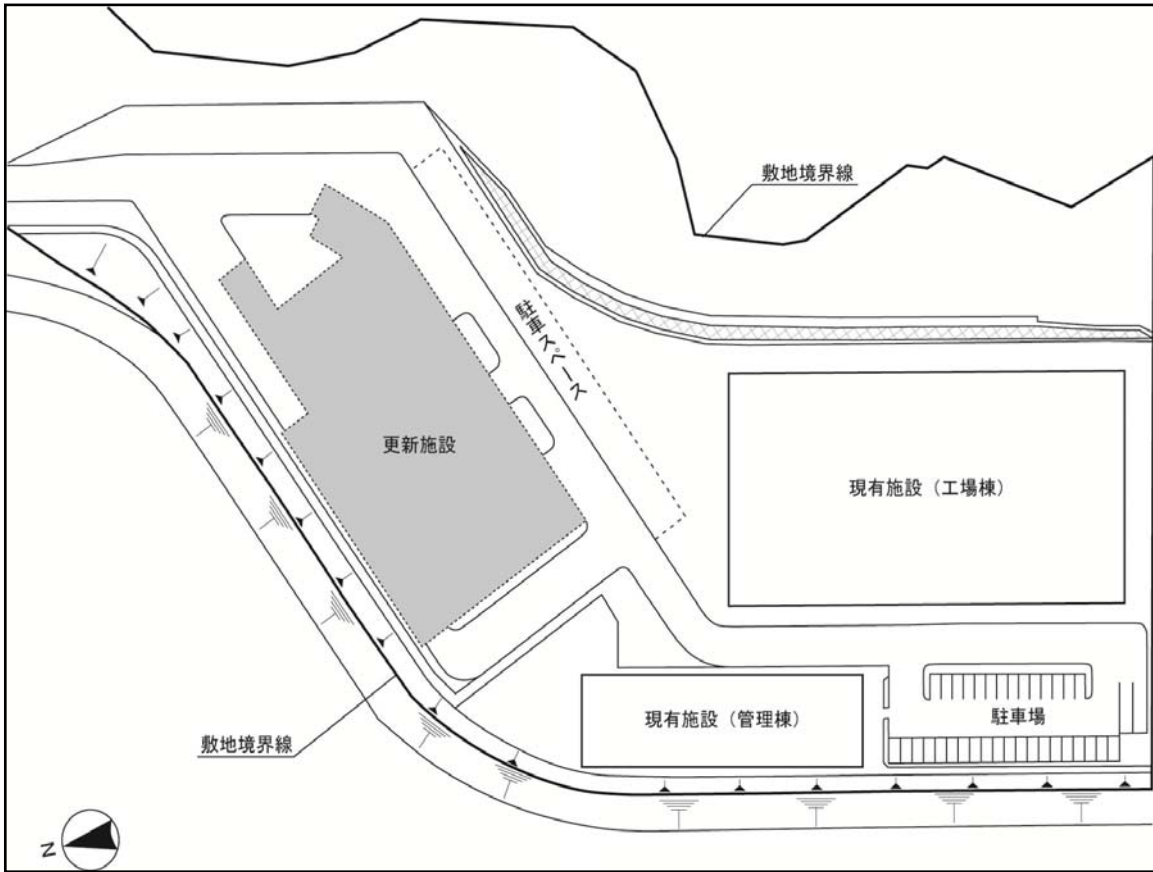 敷地境界線
駐車スペース
更新施設
現有施設（工場棟）
現有施設（管理棟）
駐車場
敷地境界線
N